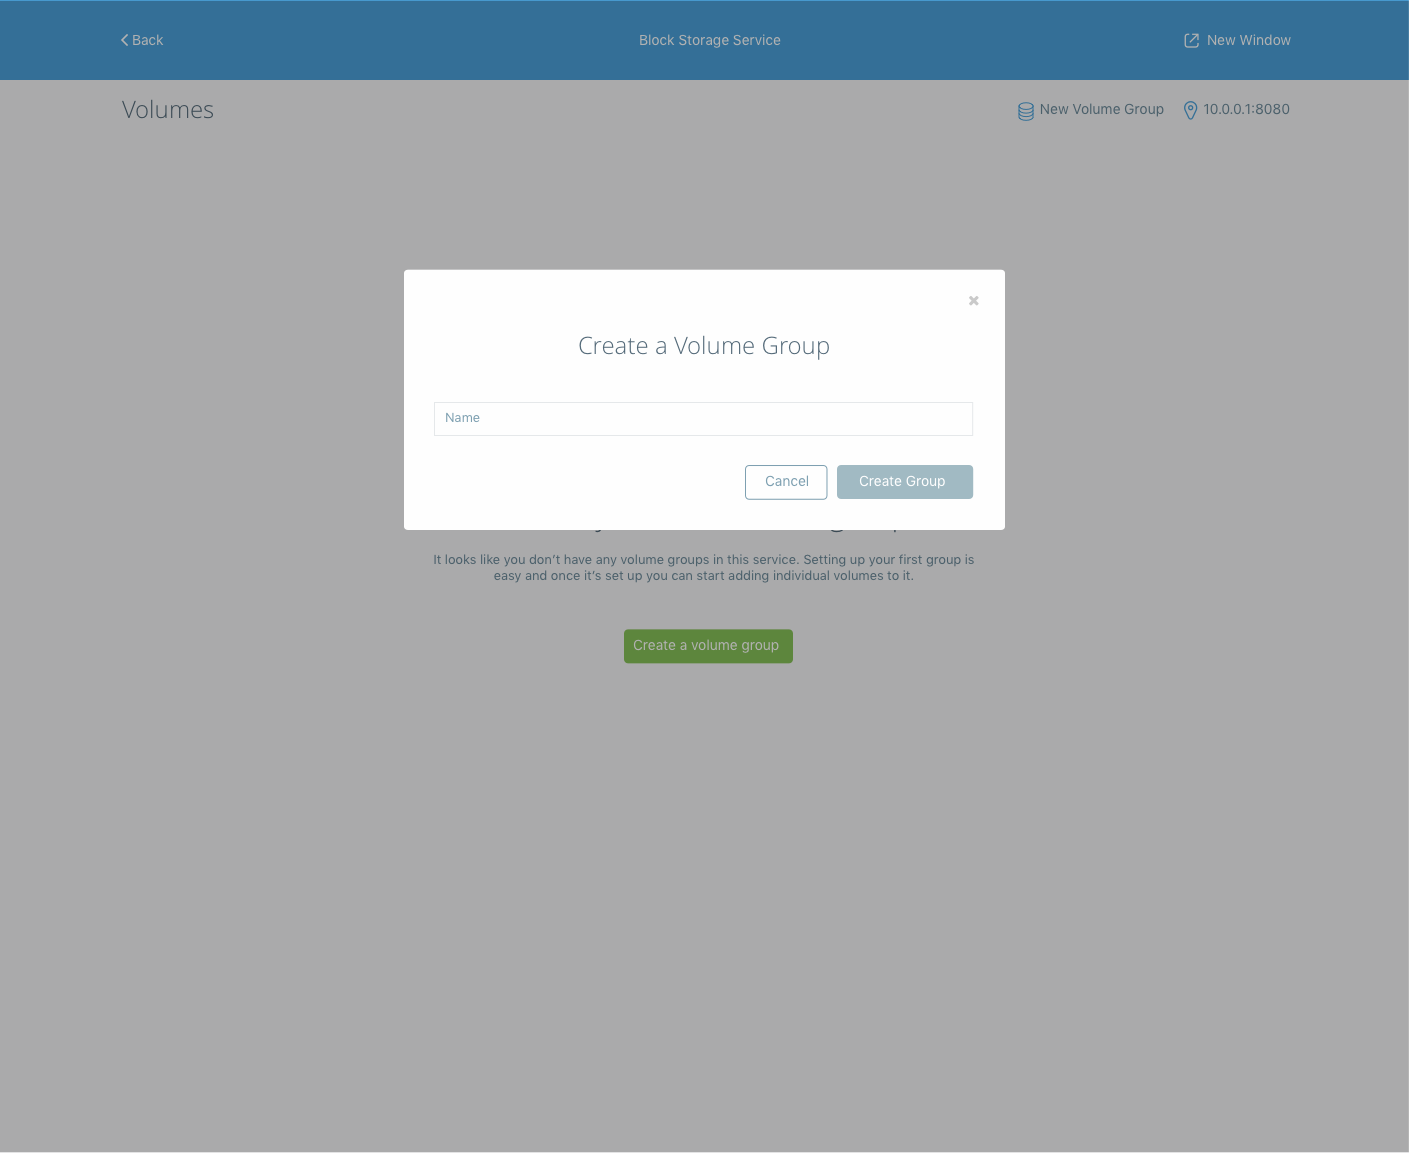 Back
Block Storage Service
New Window
Volumes
New Volume Group
10.0.0.1:8080
Create a Volume Group
Name
Cancel
Create Group
It looks like you don't have any volume groups in this service. Setting up your first group is
easy and once it's set up you can start adding individual volumes to it.
Create a volume group